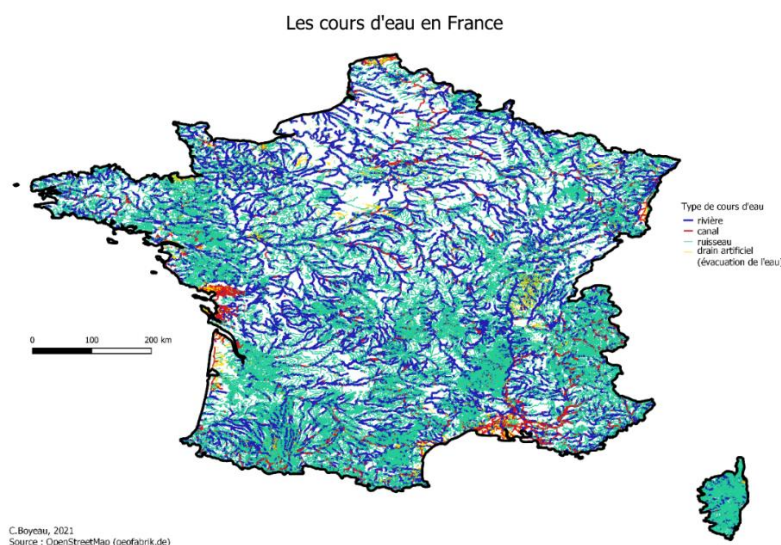 Les cours d'eau en France
Type de cours d'eau
rivière
canal
ruisseau
drain artificiel
(évacuation de l'eau)
0 100 200 km
C.Boyeau, 2021
Source : OpenStreetMap (geofabrik.de)